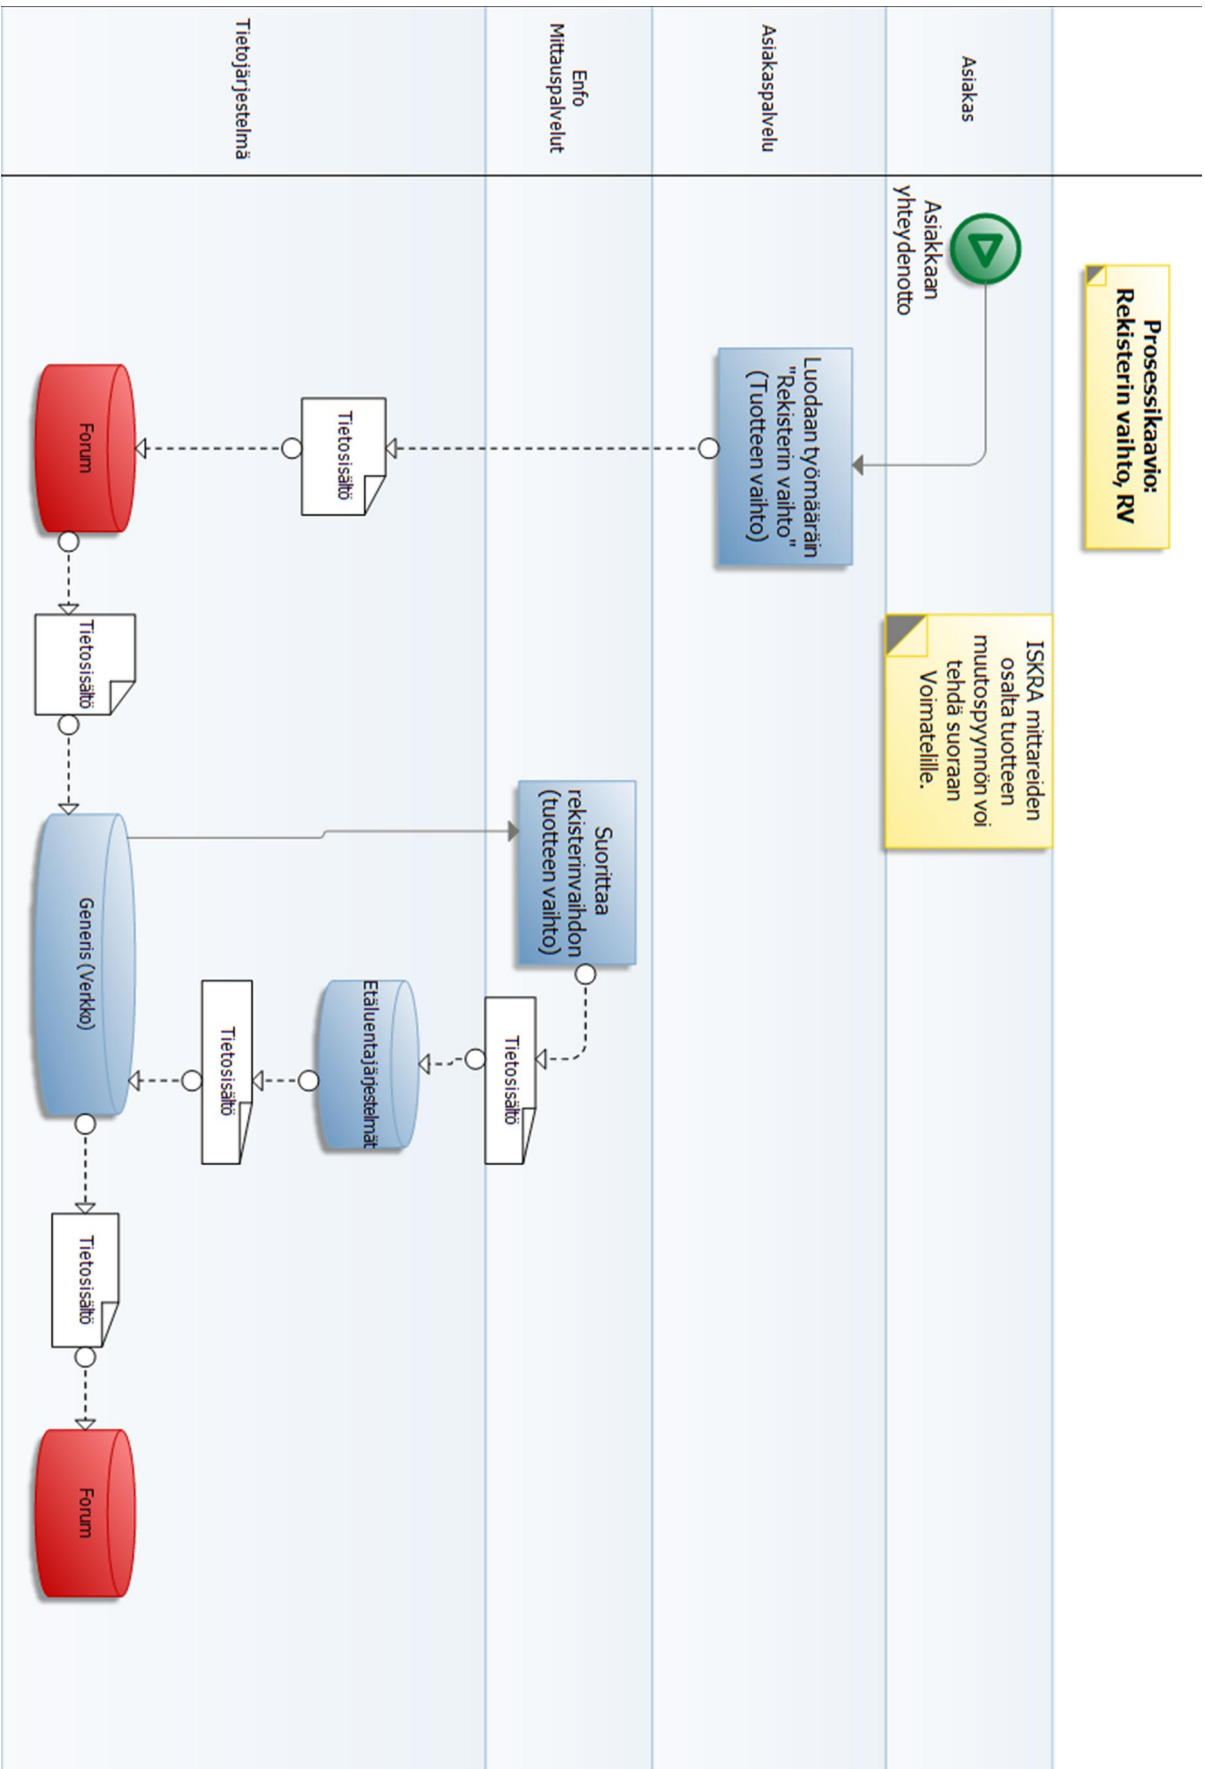 Prosessikaavio:
Rekisterin vaihto, RV
Asiakas
Asiakkaan
yhteydenotto
ISKRA mittareiden
osalta tuotteen
muutospyynnön voi
tehdä suoraan
Voimatelille.
Asiakaspalvelu
Luodaan työmääräin
"Rekisterin vaihto"
(Tuotteen vaihto)
Enfo
Mittauspalvelut
Suorittaa
rekisterinvaihdon
(tuotteen vaihto)
Tietosisältö
Tietojärjestelmä
Tietosisältö
Etäluentajärjestelmät
Tietosisältö
Forum
Tietosisältö
Generis (Verkko)
Tietosisältö
Forum